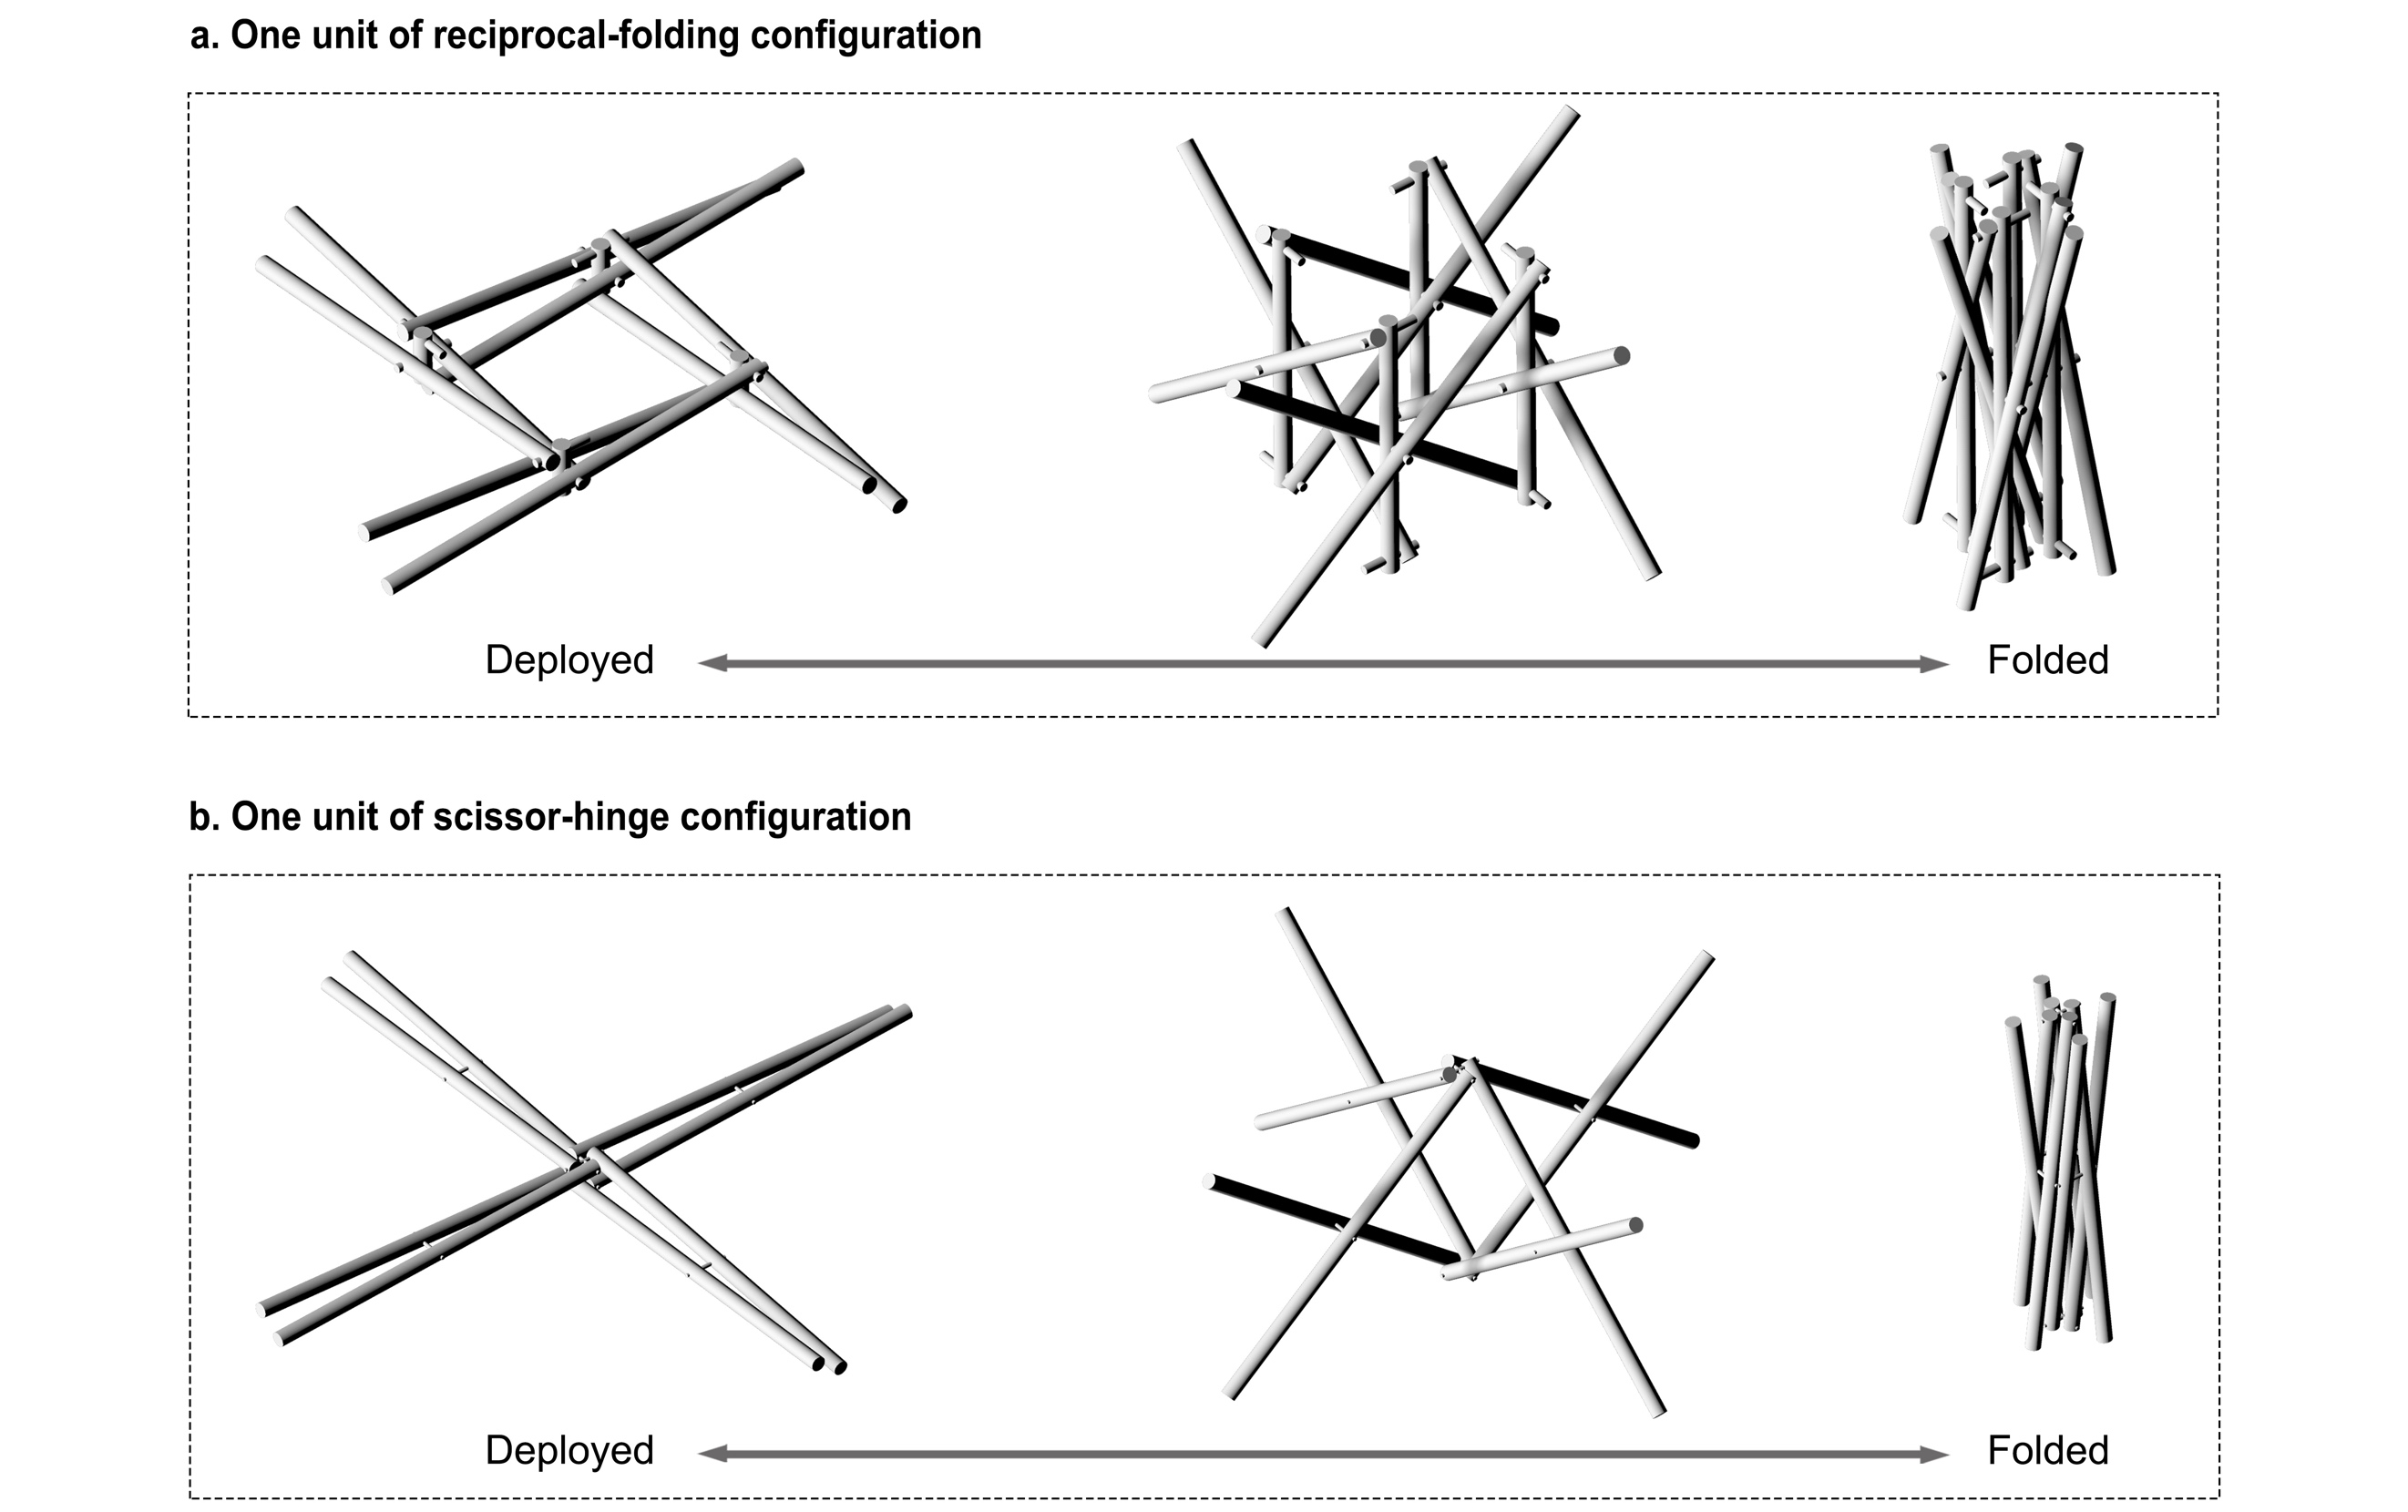 a. One unit of reciprocal-folding configuration
Deployed
Folded
b. One unit of scissor-hinge configuration
Deployed
Folded